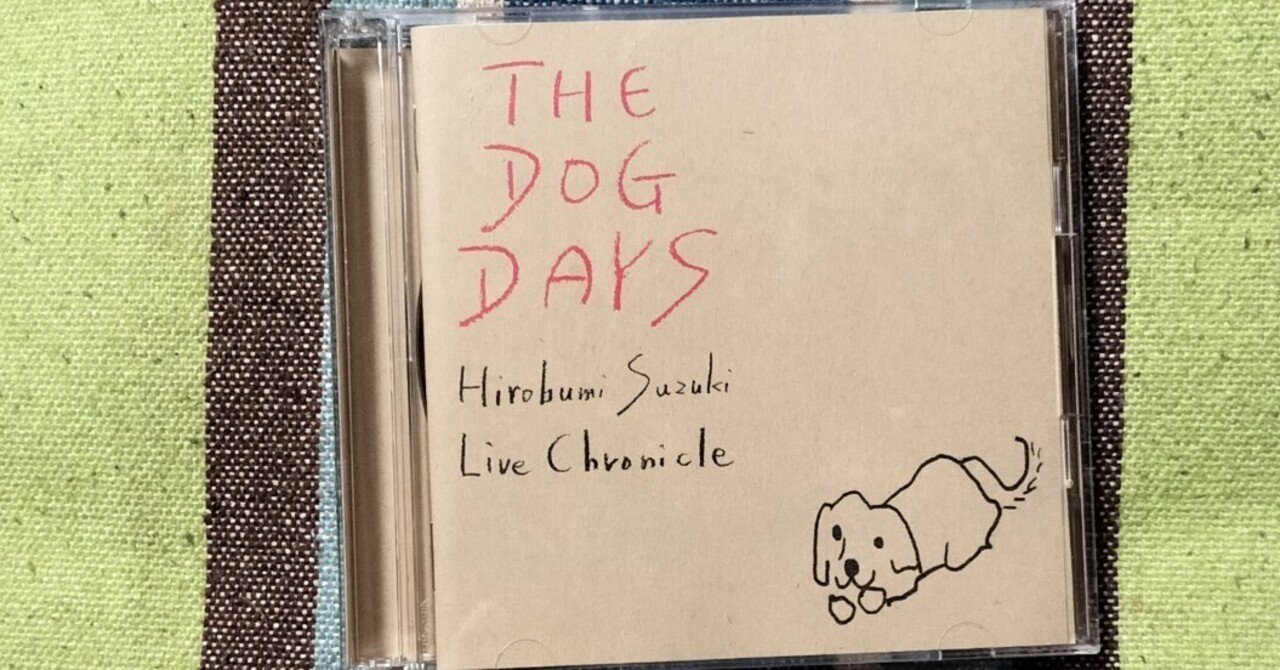 THE
DOG
DAYS
Hirobumi Suzuki
Live Chronicle